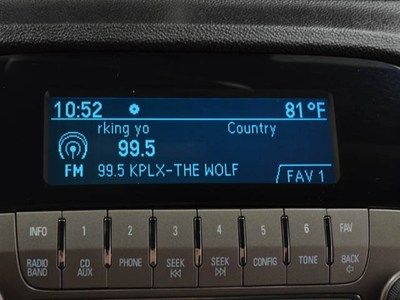 10:52 81°F
rking yo Country
99.5
FM 99.5 KPLX-THE WOLF
FAV 1
INFO 1 2 3 4 5 6 FAV
RADIO BAND CD AUX PHONE SEEK SEEK CONFIG TONE BACK